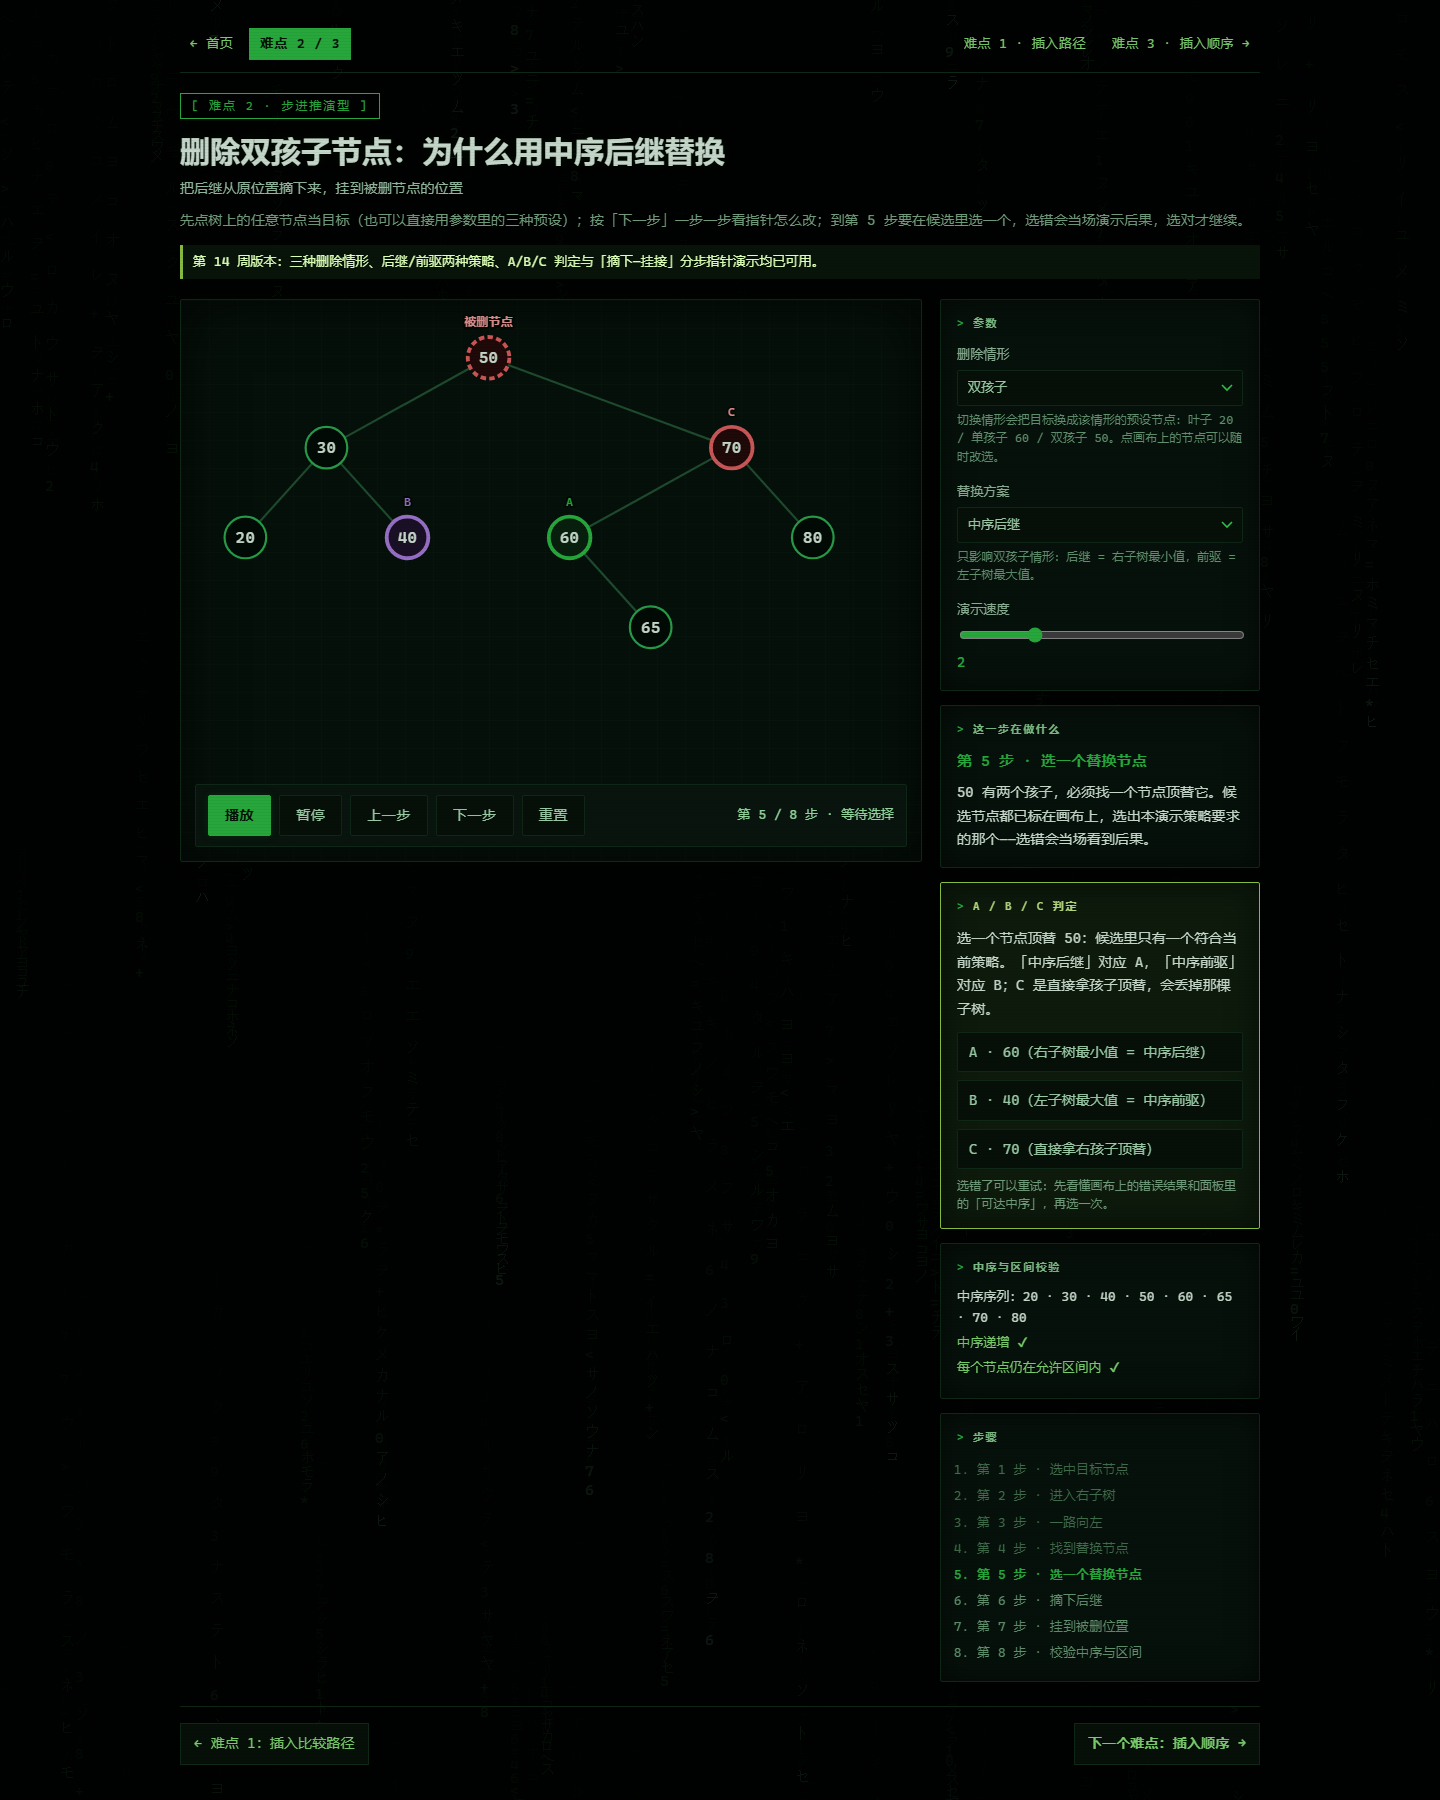 ← 首页
难点 2 / 3
难点 1 · 插入路径
难点 3 · 插入顺序 →
[ 难点 2 · 步进推演型 ]
删除双孩子节点：为什么用中序后继替换
把后继从原位置摘下来，挂到被删节点的位置
先点树上的任意节点当目标（也可以直接用参数里的三种预设）；按「下一步」一步一步看指针怎么改；到第 5 步要在候选里选一个，选错会当场演示后果，选对才继续。
第 14 周版本：三种删除情形、后继/前驱两种策略、A/B/C 判定与「摘下—挂接」分步指针演示均已可用。
被删节点
50
C
30
70
B
A
20
40
60
80
65
播放
暂停
上一步
下一步
重置
第 5 / 8 步 · 等待选择
> 参数
删除情形
双孩子
切换情形会把目标换成该情形的预设节点：叶子 20
/ 单孩子 60 / 双孩子 50。点画布上的节点可以随
时改选。
替换方案
中序后继
只影响双孩子情形：后继 = 右子树最小值，前驱 =
左子树最大值。
演示速度
2
> 这一步在做什么
第 5 步 · 选一个替换节点
50 有两个孩子，必须找一个节点顶替它。候
选节点都已标在画布上，选出本演示策略要求
的那个——选错会当场看到后果。
> A / B / C 判定
选一个节点顶替 50：候选里只有一个符合当
前策略。「中序后继」对应 A，「中序前驱」
对应 B；C 是直接拿孩子顶替，会丢掉那棵
子树。
A · 60（右子树最小值 = 中序后继）
B · 40（左子树最大值 = 中序前驱）
C · 70（直接拿右孩子顶替）
选错了可以重试：先看懂画布上的错误结果和面板里
的「可达中序」，再选一次。
> 中序与区间校验
中序序列：20 · 30 · 40 · 50 · 60 · 65
· 70 · 80
中序递增 ✓
每个节点仍在允许区间内 ✓
> 步骤
1. 第 1 步 · 选中目标节点
2. 第 2 步 · 进入右子树
3. 第 3 步 · 一路向左
4. 第 4 步 · 找到替换节点
5. 第 5 步 · 选一个替换节点
6. 第 6 步 · 摘下后继
7. 第 7 步 · 挂到被删位置
8. 第 8 步 · 校验中序与区间
← 难点 1：插入比较路径
下一个难点：插入顺序 →